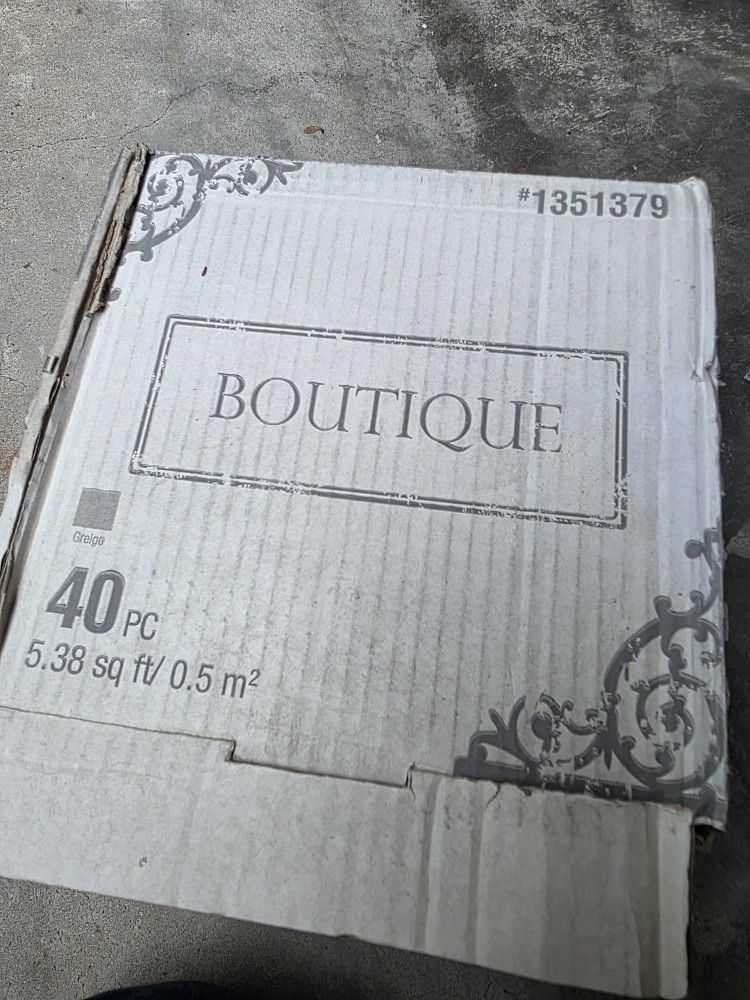 #1351379
BOUTIQUE
Greige
40 PC
5.38 sq ft/ 0.5 m²